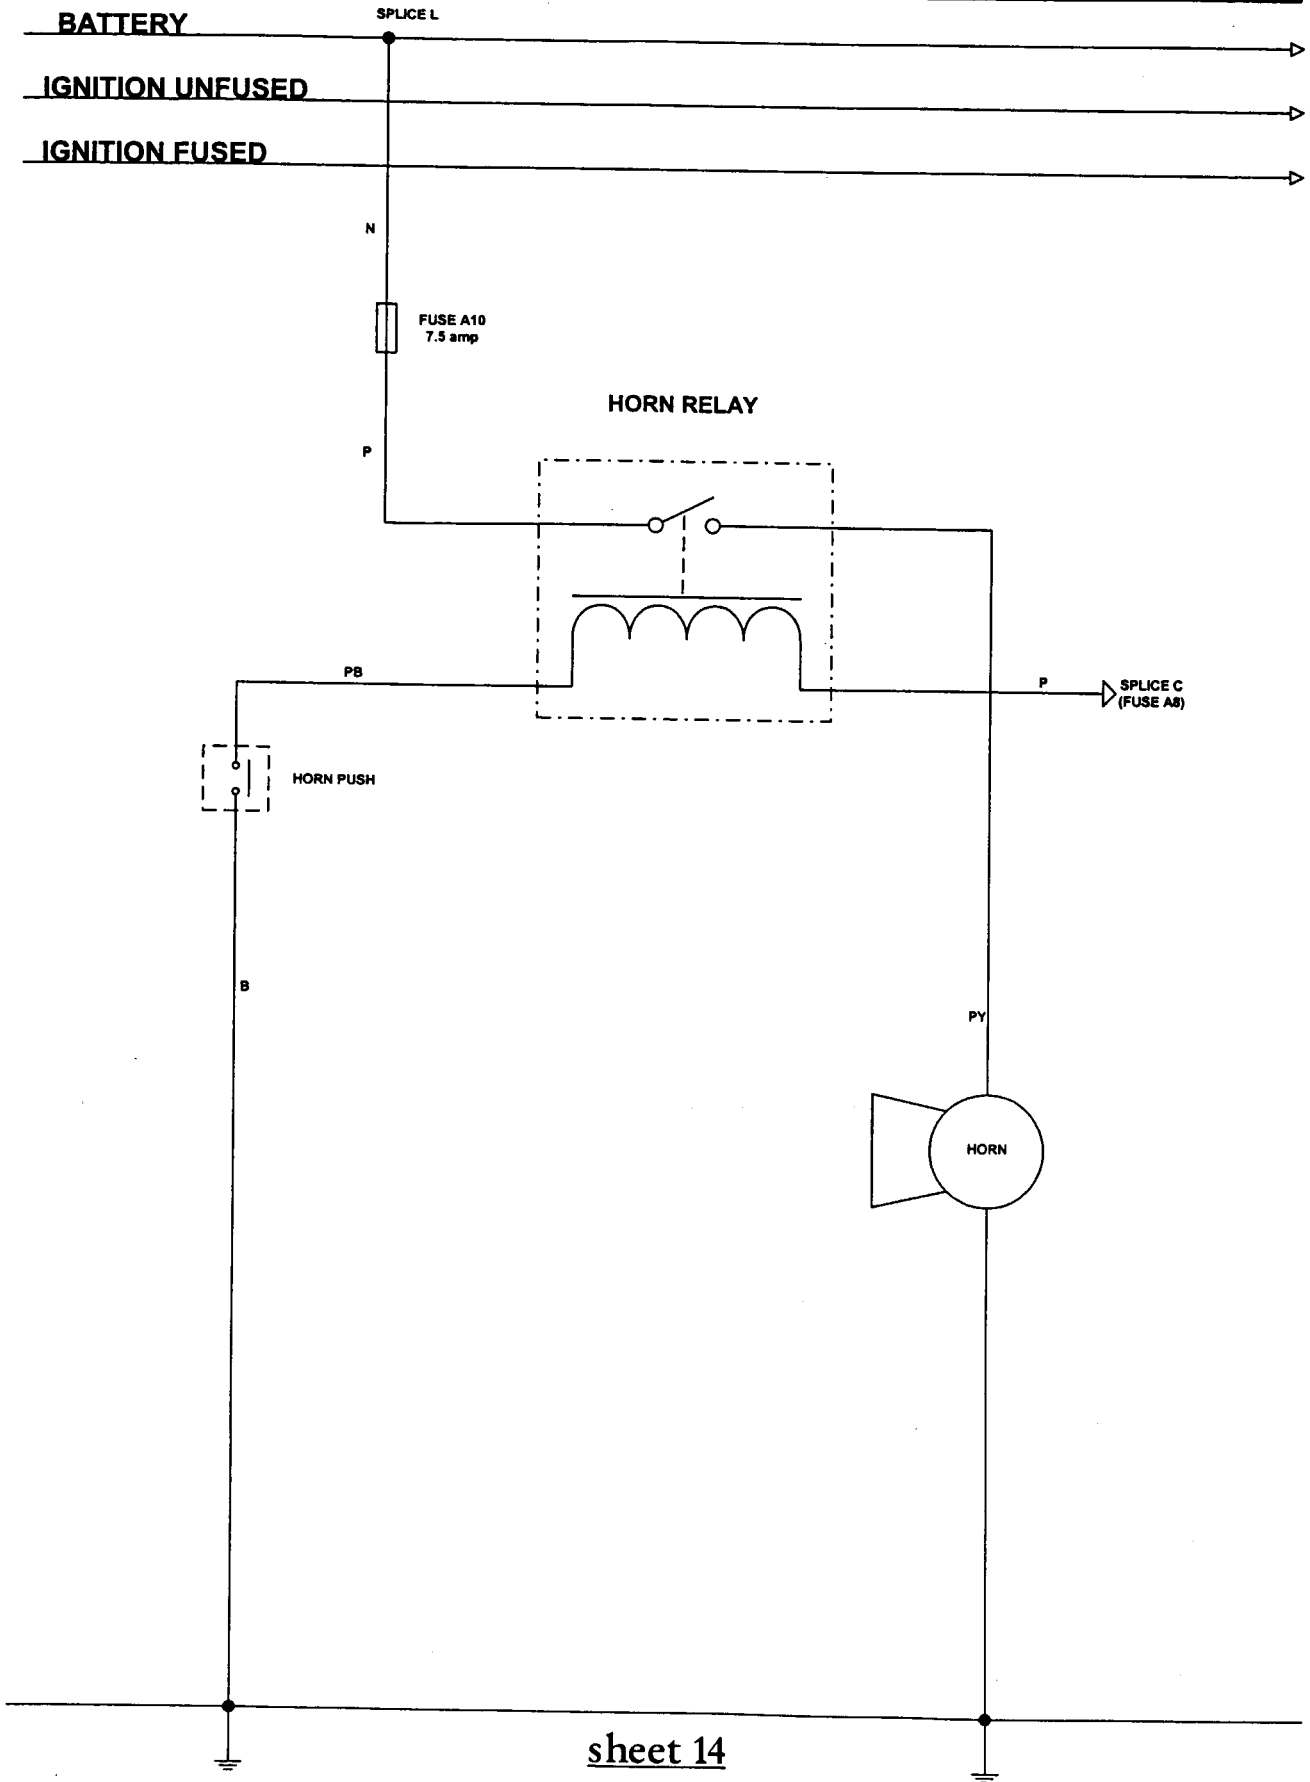 SPLICE L
BATTERY
IGNITION UNFUSED
IGNITION FUSED
N
FUSE A10
7.5 amp
HORN RELAY
P
PB
P
SPLICE C
(FUSE A8)
HORN PUSH
B
PY
HORN
sheet 14